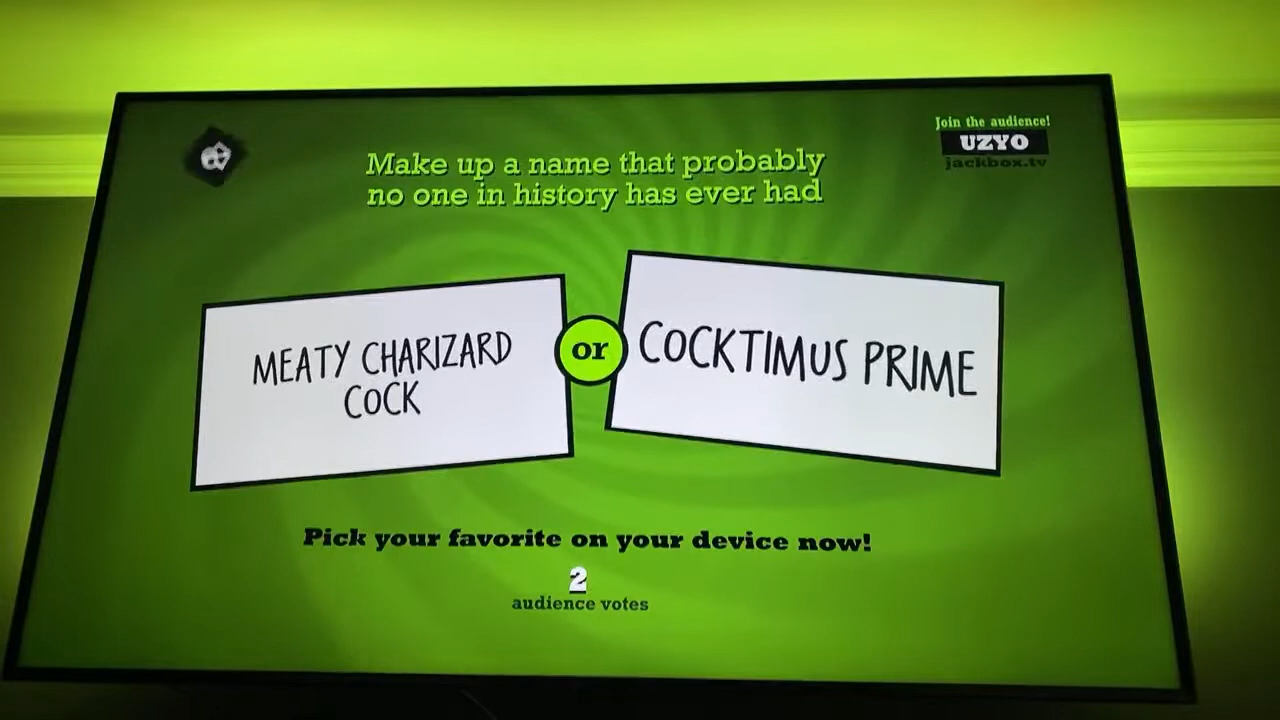 Join the audience!
UZYO
jackbox.tv
Make up a name that probably
no one in history has ever had
MEATY CHARIZARD
COCK
or
COCKTIMUS PRIME
Pick your favorite on your device now!
2
audience votes